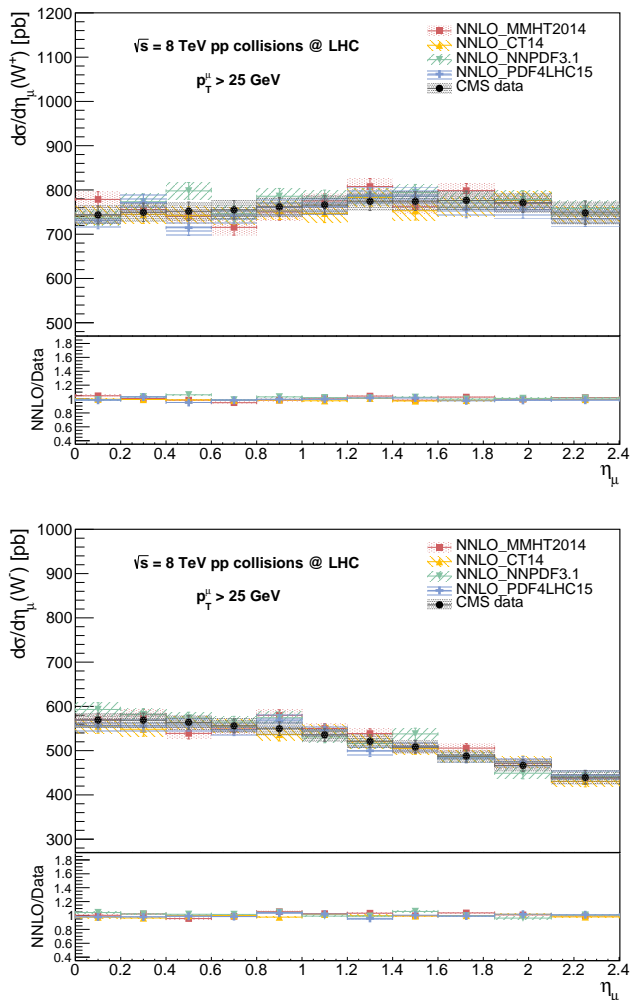 1200
1100
1000
900
800
700
600
500
dσ/dη_μ(W⁺) [pb]
√s = 8 TeV pp collisions @ LHC
p_T^μ > 25 GeV
NNLO_MMHT2014
NNLO_CT14
NNLO_NNPDF3.1
NNLO_PDF4LHC15
CMS data
1.8
1.6
1.4
1.2
1
0.8
0.6
0.4
NNLO/Data
0 0.2 0.4 0.6 0.8 1 1.2 1.4 1.6 1.8 2 2.2 2.4
η_μ
1000
900
800
700
600
500
400
300
dσ/dη_μ(W⁻) [pb]
√s = 8 TeV pp collisions @ LHC
p_T^μ > 25 GeV
NNLO_MMHT2014
NNLO_CT14
NNLO_NNPDF3.1
NNLO_PDF4LHC15
CMS data
1.8
1.6
1.4
1.2
1
0.8
0.6
0.4
NNLO/Data
0 0.2 0.4 0.6 0.8 1 1.2 1.4 1.6 1.8 2 2.2 2.4
η_μ